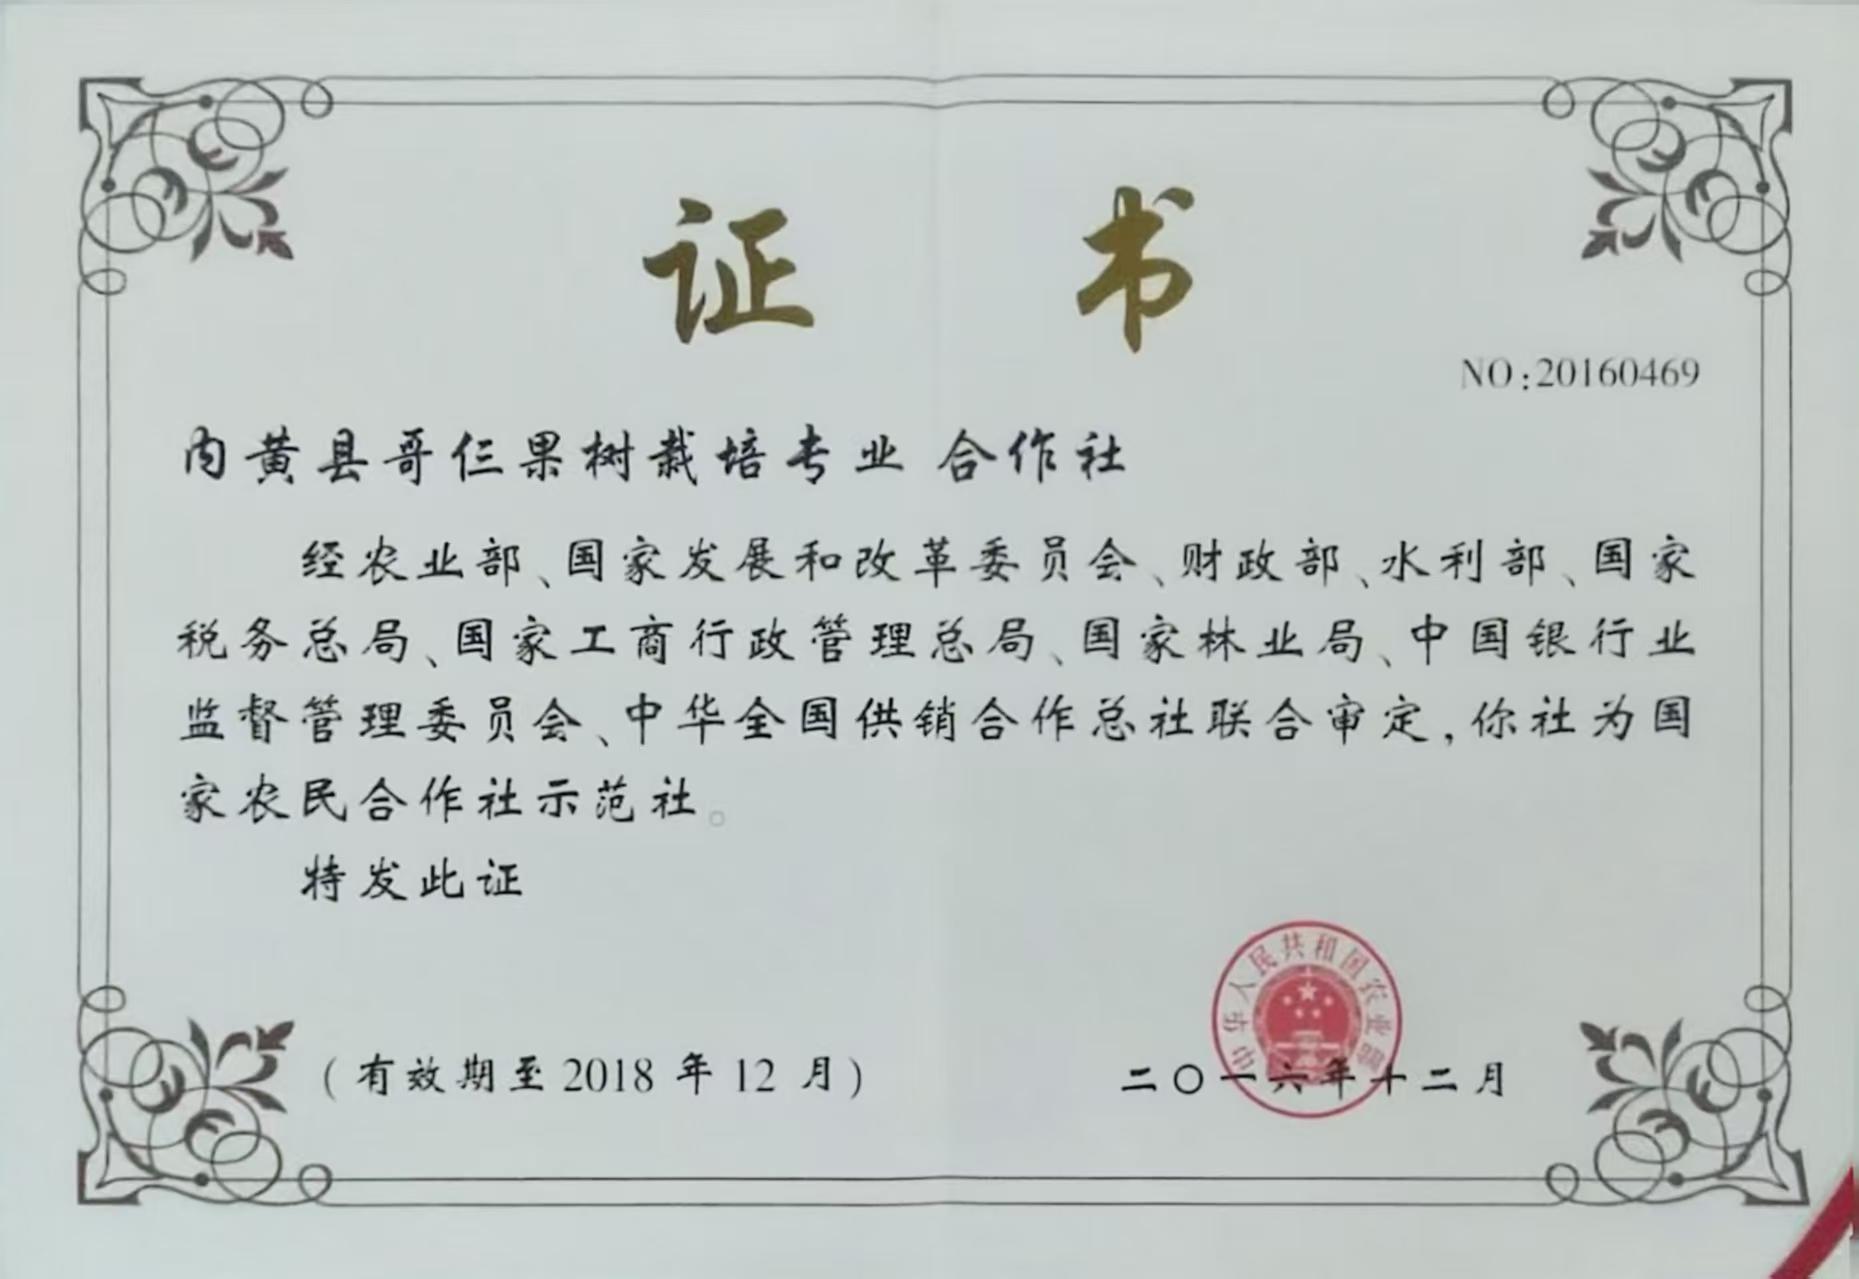 证 书
NO:20160469
内黄县哥仨果树栽培专业 合作社
经农业部、国家发展和改革委员会、财政部、水利部、国家
税务总局、国家工商行政管理总局、国家林业局、中国银行业
监督管理委员会、中华全国供销合作总社联合审定,你社为国
家农民合作社示范社。
特发此证
中华人民共和国农业部
(有效期至2018年12月)
二〇一六年十二月